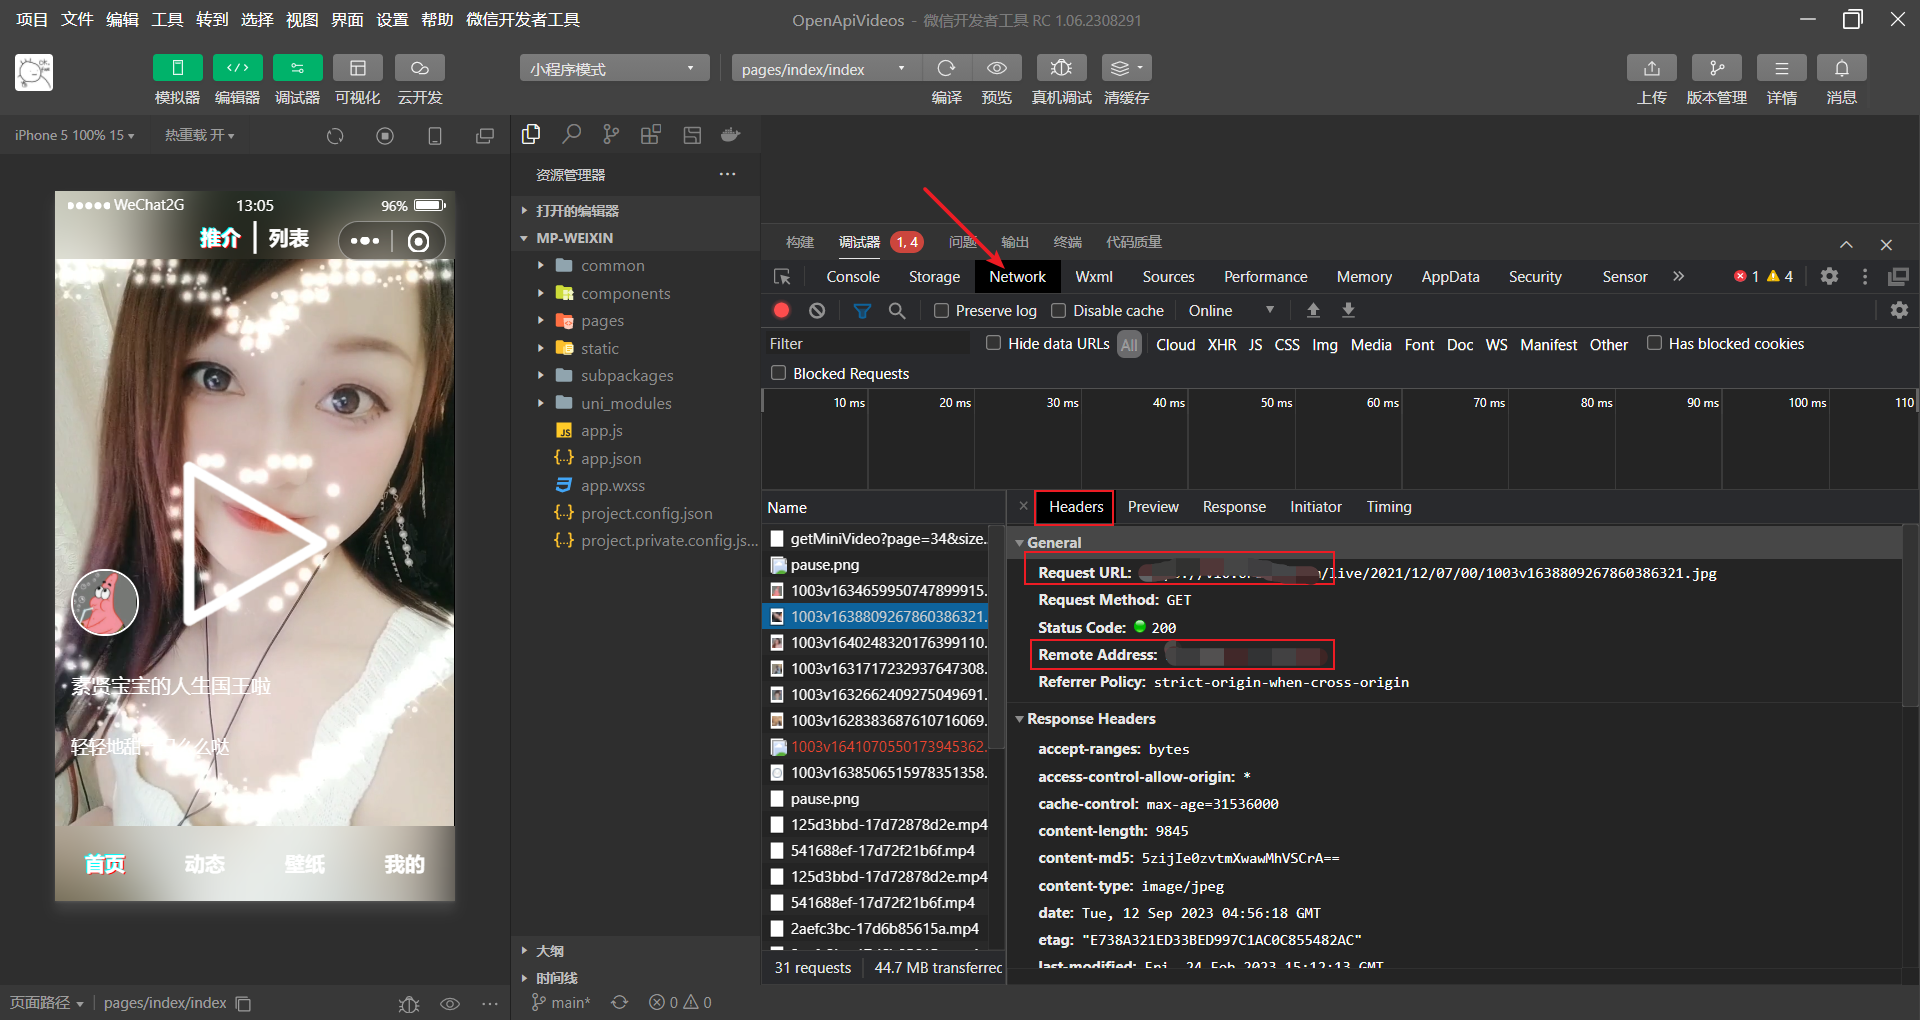 项目 文件 编辑 工具 转到 选择 视图 界面 设置 帮助 微信开发者工具
OpenApiVideos - 微信开发者工具 RC 1.06.2308291
模拟器 编辑器 调试器 可视化 云开发
小程序模式
pages/index/index
编译 预览 真机调试 清缓存
上传 版本管理 详情 消息
iPhone 5 100% 15
热重载 开
WeChat2G
13:05
96%
推介 列表
素贤宝宝的人生国王啦
轻轻地甜
么么哒
首页 动态 壁纸 我的
页面路径
pages/index/index
资源管理器
打开的编辑器
MP-WEIXIN
common
components
pages
static
subpackages
uni_modules
JS app.js
{..} app.json
app.wxss
{..} project.config.json
{..} project.private.config.js...
大纲
时间线
main*
0
0
构建 调试器 1, 4 问题 输出 终端 代码质量
Console Storage Network Wxml Sources Performance Memory AppData Security Sensor
1 4
Preserve log Disable cache Online
Filter
Hide data URLs All Cloud XHR JS CSS Img Media Font Doc WS Manifest Other Has blocked cookies
Blocked Requests
10 ms 20 ms 30 ms 40 ms 50 ms 60 ms 70 ms 80 ms 90 ms 100 ms 110
Name
getMiniVideo?page=34&size.
pause.png
1003v1634659950747899915.
1003v1638809267860386321.
1003v1640248320176399110.
1003v1631717232937647308.
1003v1632662409275049691.
1003v1628383687610716069.
1003v1641070550173945362.
1003v1638506515978351358.
pause.png
125d3bbd-17d72878d2e.mp4
541688ef-17d72f21b6f.mp4
125d3bbd-17d72878d2e.mp4
541688ef-17d72f21b6f.mp4
2aefc3bc-17d6b85615a.mp4
31 requests 44.7 MB transferred
Headers Preview Response Initiator Timing
General
Request URL: /live/2021/12/07/00/1003v1638809267860386321.jpg
Request Method: GET
Status Code: 200
Remote Address:
Referrer Policy: strict-origin-when-cross-origin
Response Headers
accept-ranges: bytes
access-control-allow-origin: *
cache-control: max-age=31536000
content-length: 9845
content-md5: 5zijIe0zvtmXwawMhVSCrA==
content-type: image/jpeg
date: Tue, 12 Sep 2023 04:56:18 GMT
etag: "E738A321ED33BED997C1AC0C855482AC"
last-modified: Fri, 24 Feb 2023 15:12:13 GMT